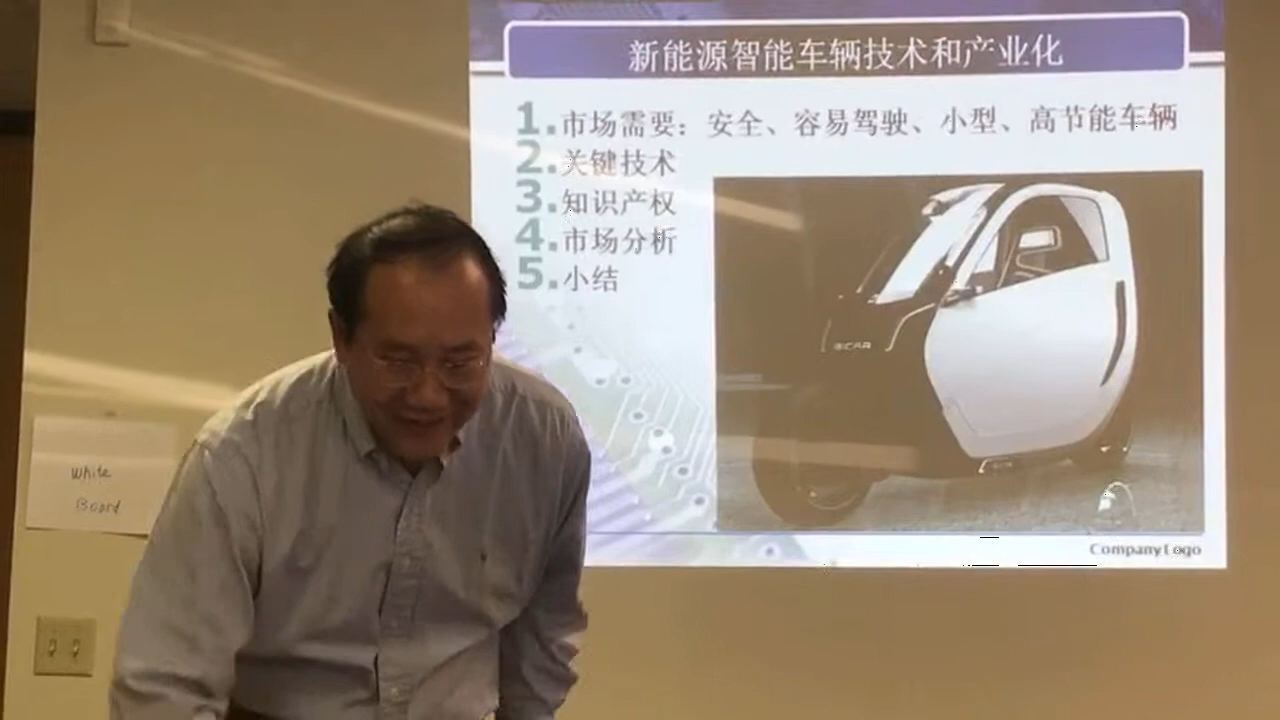 新能源智能车辆技术和产业化
1.市场需要：安全、容易驾驶、小型、高节能车辆
2.关键技术
3.知识产权
4.市场分析
5.小结
CompanyLogo
White
Board